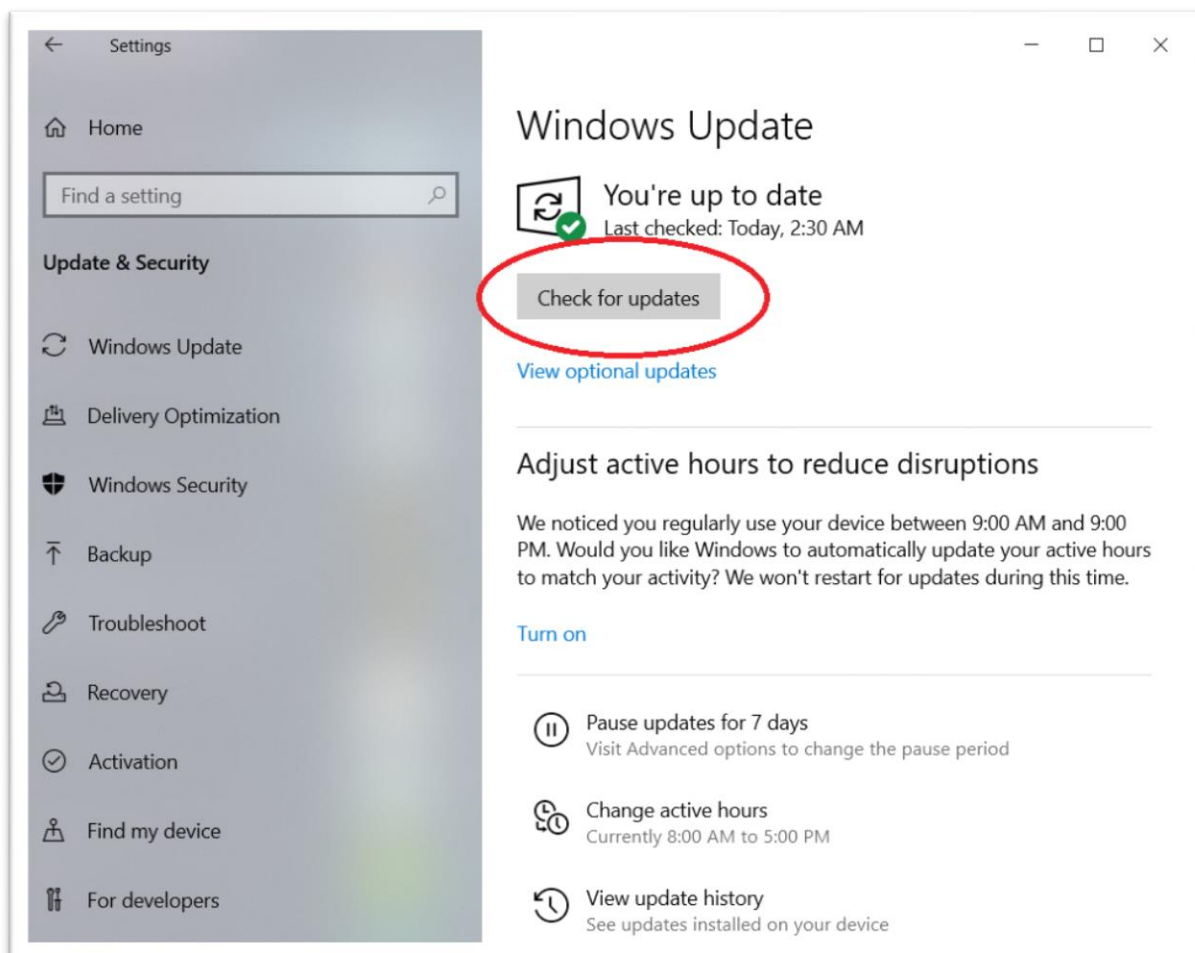 Settings
Home
Find a setting
Update & Security
Windows Update
Delivery Optimization
Windows Security
Backup
Troubleshoot
Recovery
Activation
Find my device
For developers
Windows Update
You're up to date
Last checked: Today, 2:30 AM
Check for updates
View optional updates
Adjust active hours to reduce disruptions
We noticed you regularly use your device between 9:00 AM and 9:00
PM. Would you like Windows to automatically update your active hours
to match your activity? We won't restart for updates during this time.
Turn on
Pause updates for 7 days
Visit Advanced options to change the pause period
Change active hours
Currently 8:00 AM to 5:00 PM
View update history
See updates installed on your device